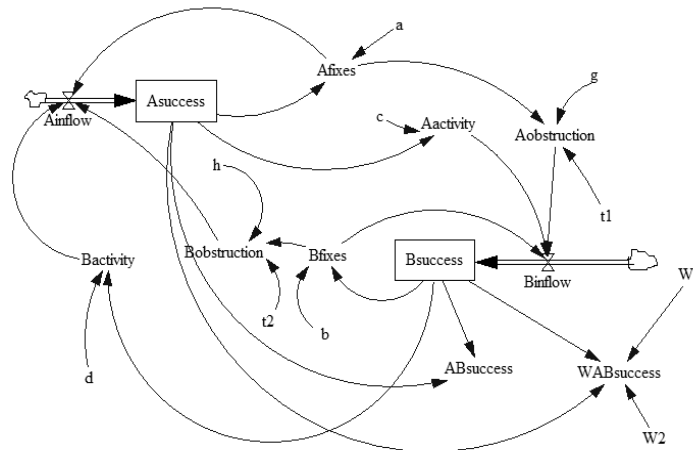 a
Afixes
g
Asuccess
Ainflow
c
Aactivity
Aobstruction
h
t1
Bobstruction
Bfixes
Bactivity
Bsuccess
Binflow
W
t2
b
d
ABsuccess
WABsuccess
W2